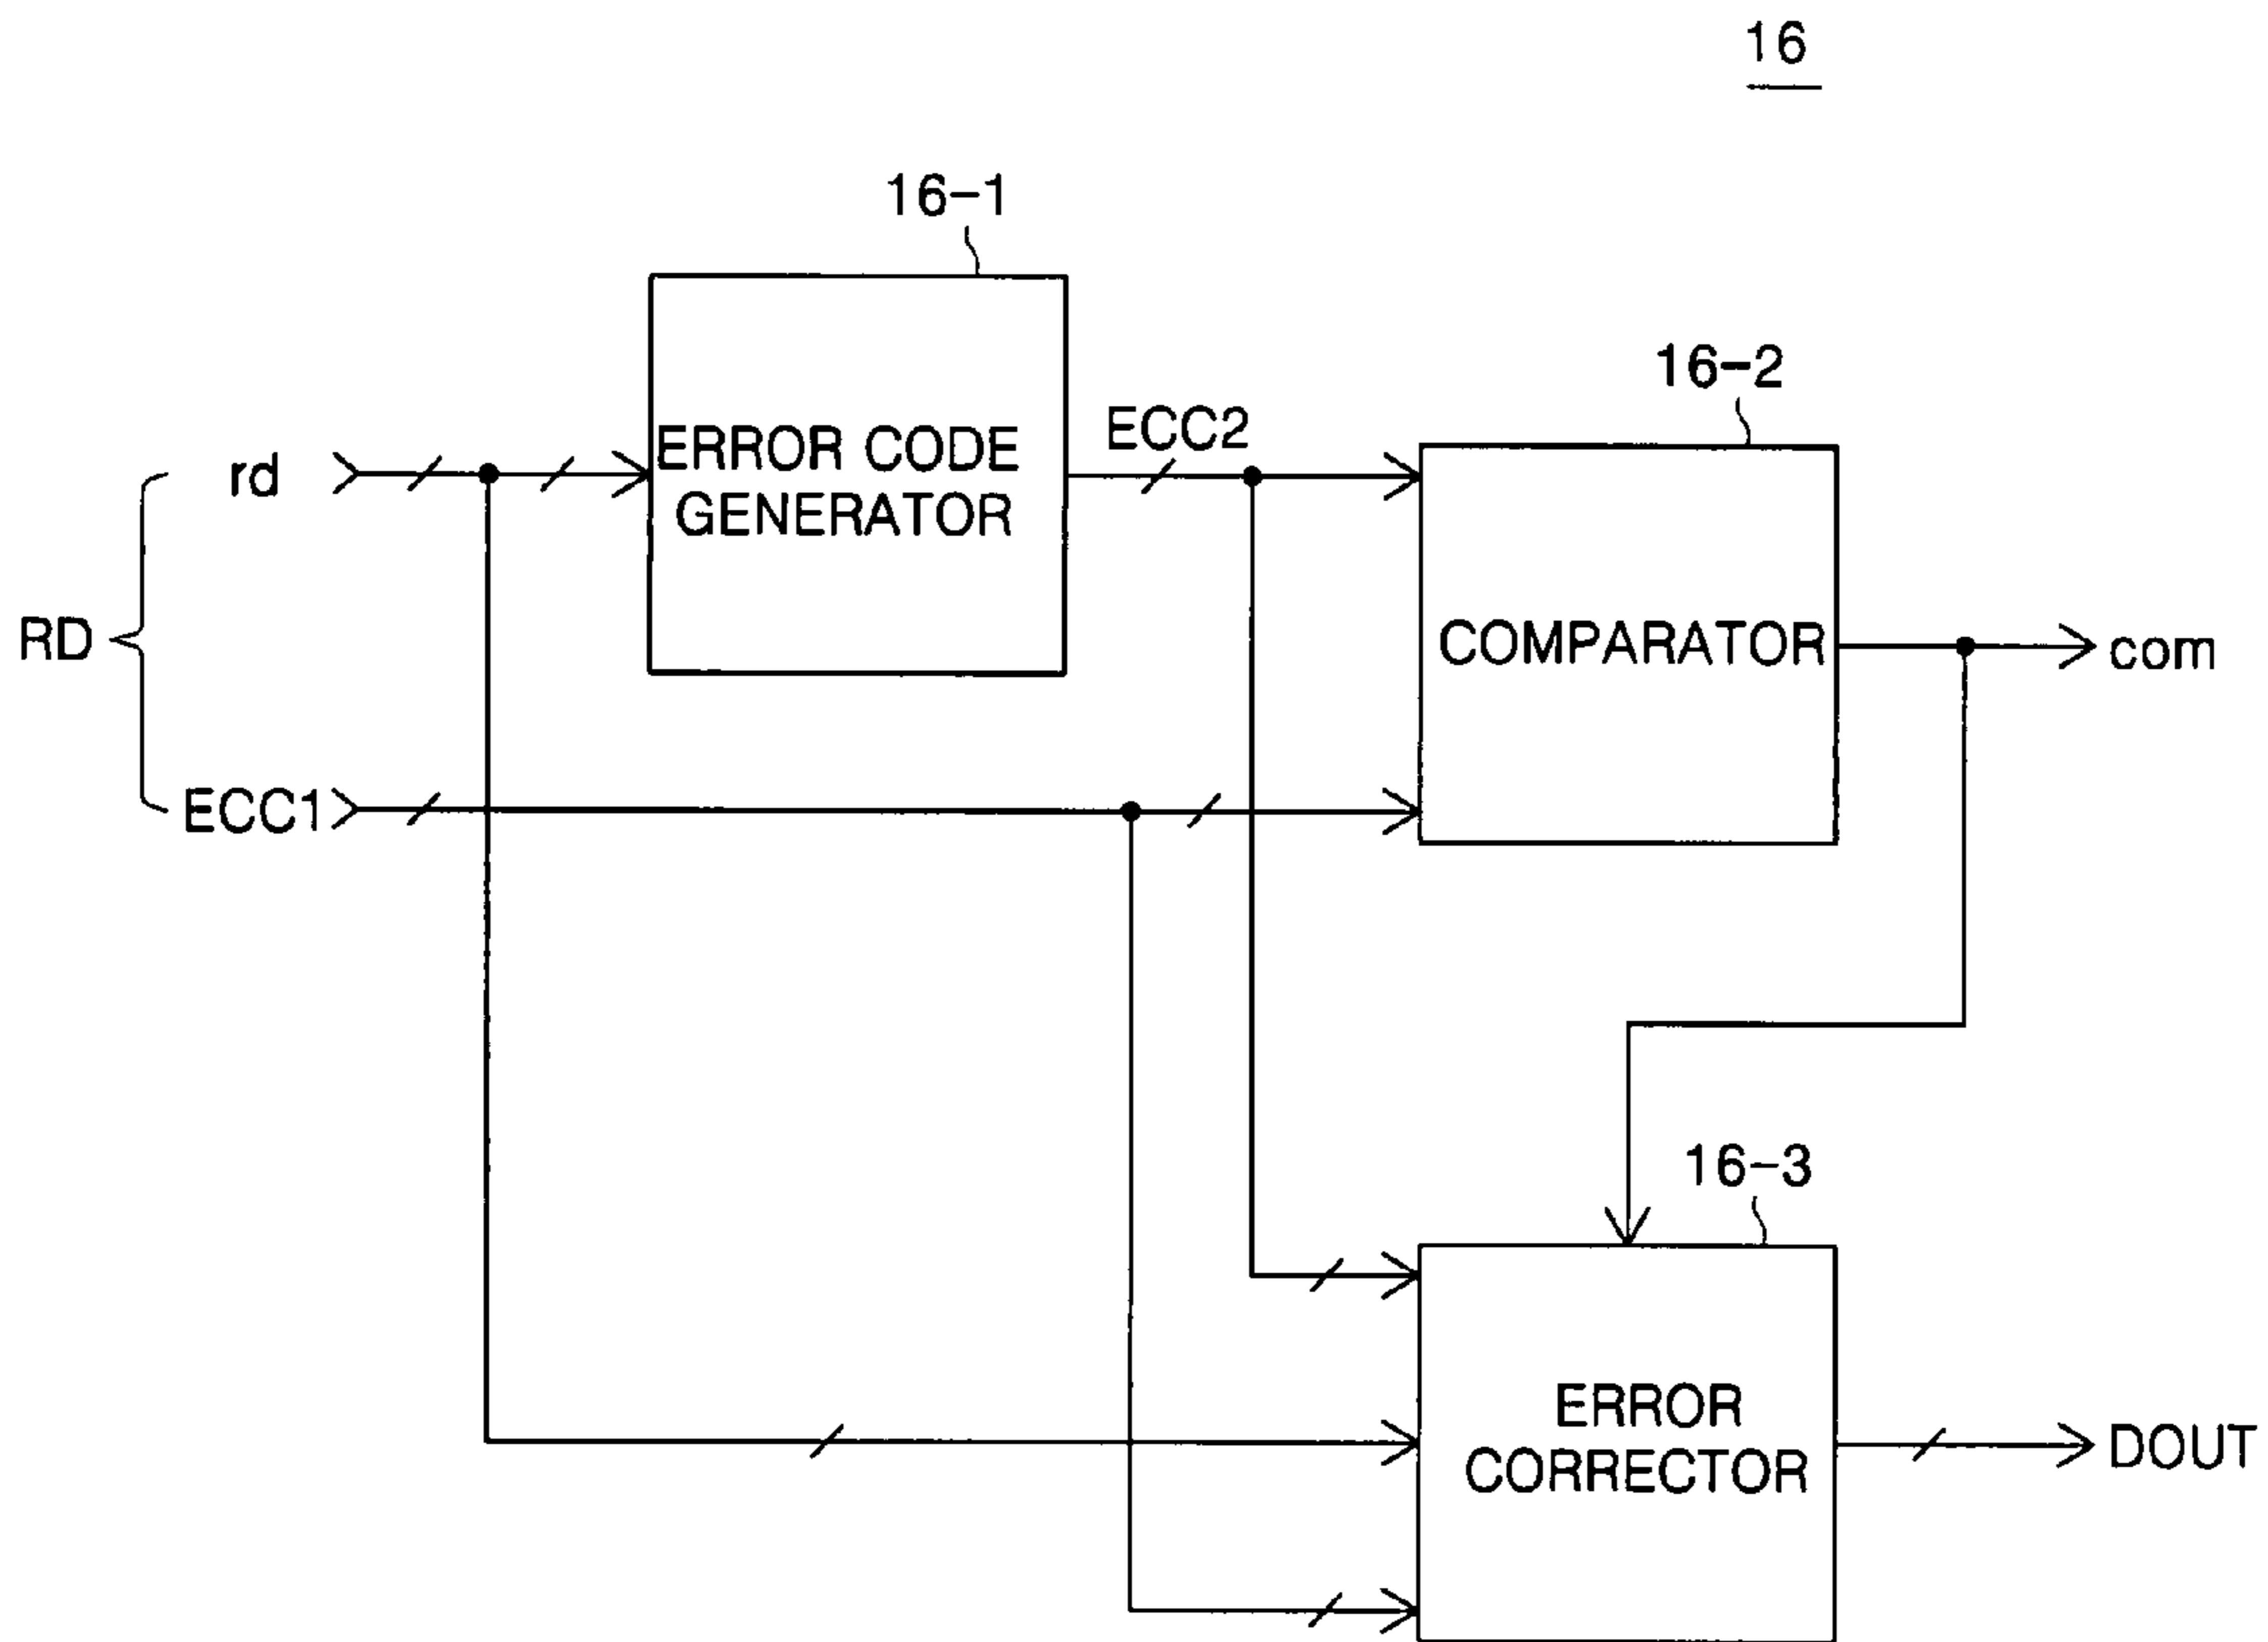 16
16-1
16-2
ECC2
rd
ERROR CODE
GENERATOR
RD
COMPARATOR
com
ECC1
16-3
ERROR
CORRECTOR
DOUT